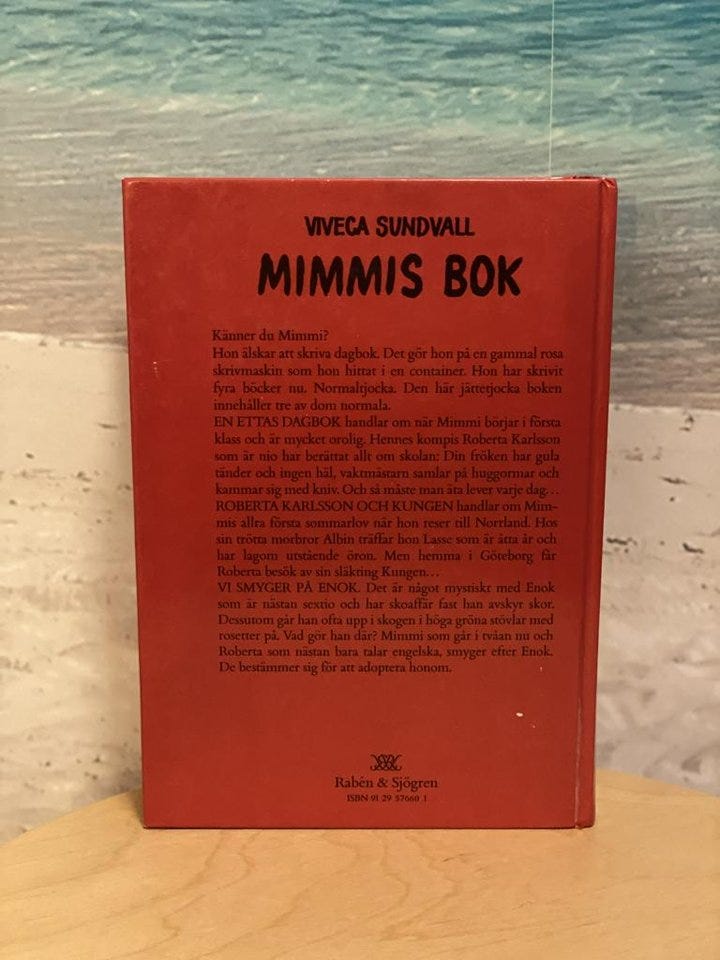 VIVECA SUNDVALL
MIMMIS BOK
Känner du Mimmi?
Hon älskar att skriva dagbok. Det gör hon på en gammal rosa
skrivmaskin som hon hittat i en container. Hon har skrivit
fyra böcker nu. Normaltjocka. Den här jättetjocka boken
innehåller tre av dom normala.
EN ETTAS DAGBOK handlar om när Mimmi börjar i första
klass och är mycket orolig. Hennes kompis Roberta Karlsson
som är nio har berättat allt om skolan: Din fröken har gula
tänder och ingen häl, vaktmästarn samlar på huggormar och
kammar sig med kniv. Och så måste man äta lever varje dag...
ROBERTA KARLSSON OCH KUNGEN handlar om Mim-
mis allra första sommarlov när hon reser till Norrland. Hos
sin trötta morbror Albin träffar hon Lasse som är åtta år och
har lagom utstående öron. Men hemma i Göteborg får
Roberta besök av sin släkting Kungen...
VI SMYGER PÅ ENOK. Det är något mystiskt med Enok
som är nästan sextio och har skoaffär fast han avskyr skor.
Dessutom går han ofta upp i skogen i höga gröna stövlar med
rosetter på. Vad gör han där? Mimmi som går i tvåan nu och
Roberta som nästan bara talar engelska, smyger efter Enok.
De bestämmer sig för att adoptera honom.
Rabén & Sjögren
ISBN 91 29 57660 1